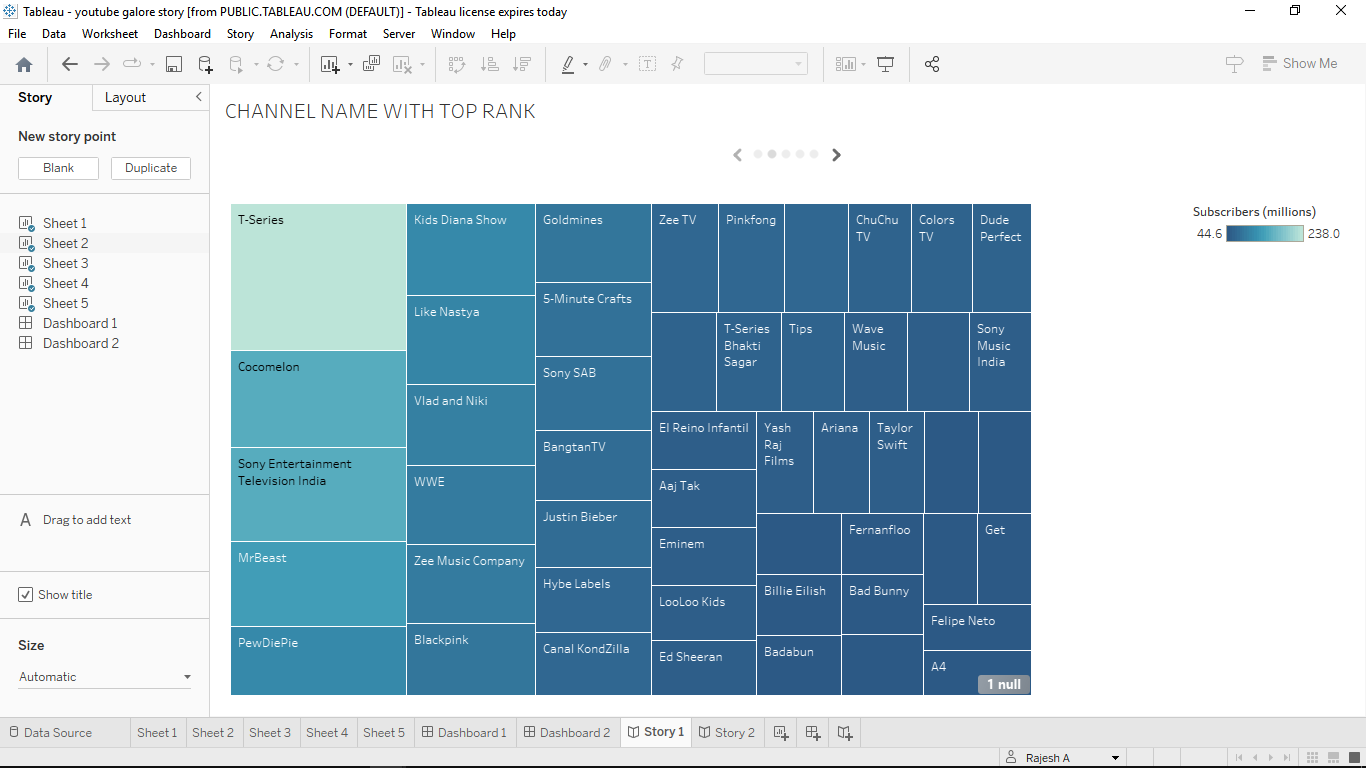 Tableau - youtube galore story [from PUBLIC.TABLEAU.COM (DEFAULT)] - Tableau license expires today
File Data Worksheet Dashboard Story Analysis Format Server Window Help
Show Me
Story Layout
New story point
Blank Duplicate
Sheet 1
Sheet 2
Sheet 3
Sheet 4
Sheet 5
Dashboard 1
Dashboard 2
A Drag to add text
Show title
Size
Automatic
CHANNEL NAME WITH TOP RANK
T-Series
Cocomelon
Sony Entertainment
Television India
MrBeast
PewDiePie
Kids Diana Show
Like Nastya
Vlad and Niki
WWE
Zee Music Company
Blackpink
Goldmines
5-Minute Crafts
Sony SAB
BangtanTV
Justin Bieber
Hybe Labels
Canal KondZilla
Zee TV
Pinkfong
ChuChu
TV
Colors
TV
Dude
Perfect
T-Series
Bhakti
Sagar
Tips
Wave
Music
Sony
Music
India
El Reino Infantil
Aaj Tak
Eminem
LooLoo Kids
Ed Sheeran
Yash
Raj
Films
Ariana
Taylor
Swift
Fernanfloo
Get
Billie Eilish
Bad Bunny
Badabun
Felipe Neto
A4
1 null
Subscribers (millions)
44.6 238.0
Data Source Sheet 1 Sheet 2 Sheet 3 Sheet 4 Sheet 5 Dashboard 1 Dashboard 2 Story 1 Story 2
Rajesh A